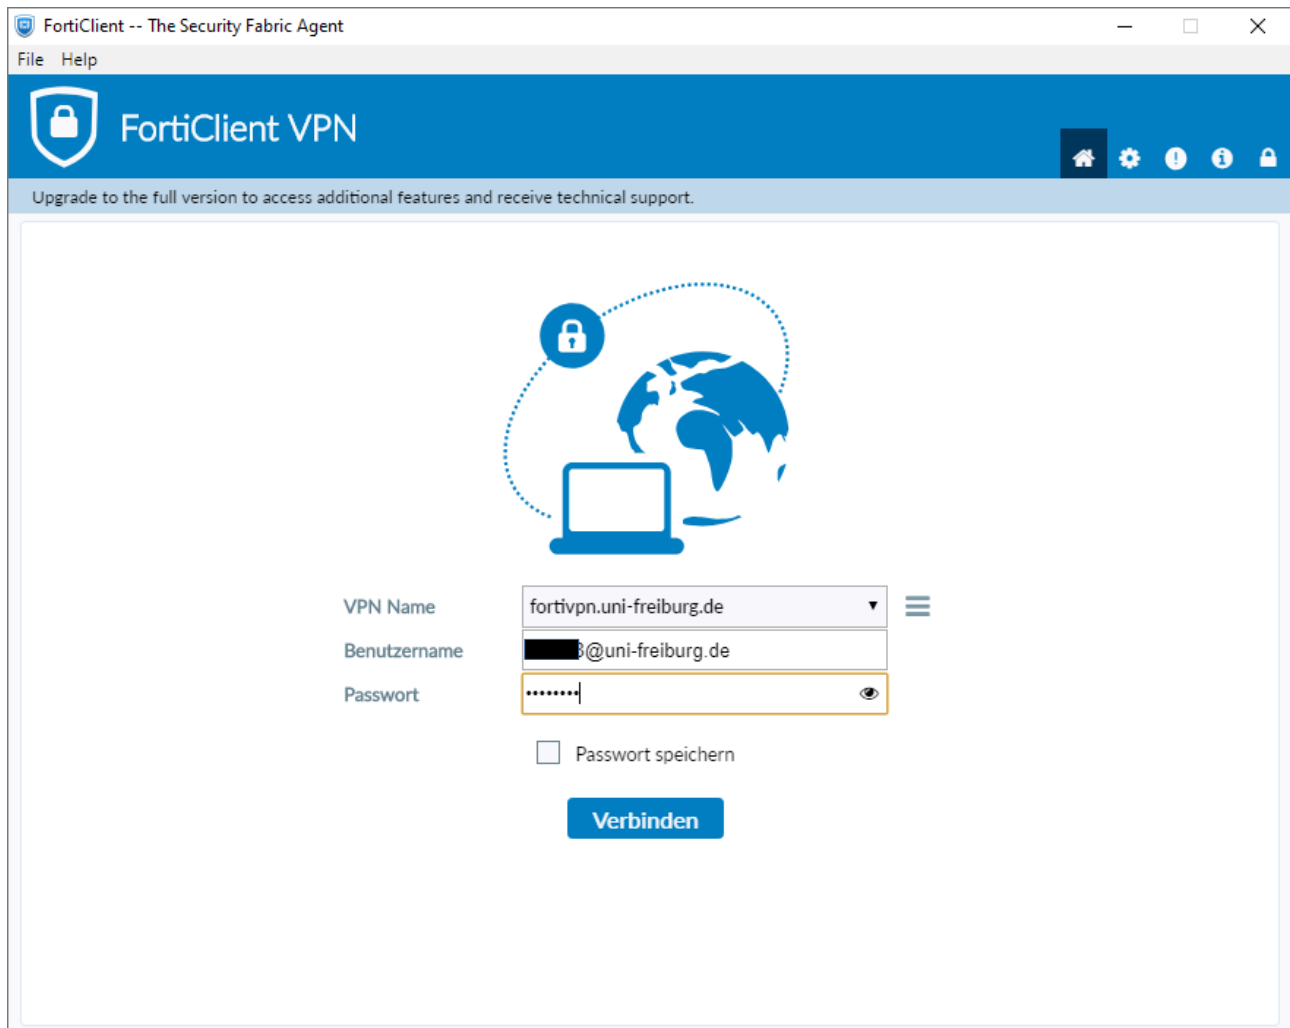 FortiClient -- The Security Fabric Agent
File Help
FortiClient VPN
Upgrade to the full version to access additional features and receive technical support.
VPN Name fortivpn.uni-freiburg.de
Benutzername @uni-freiburg.de
Passwort ••••••••
Passwort speichern
Verbinden